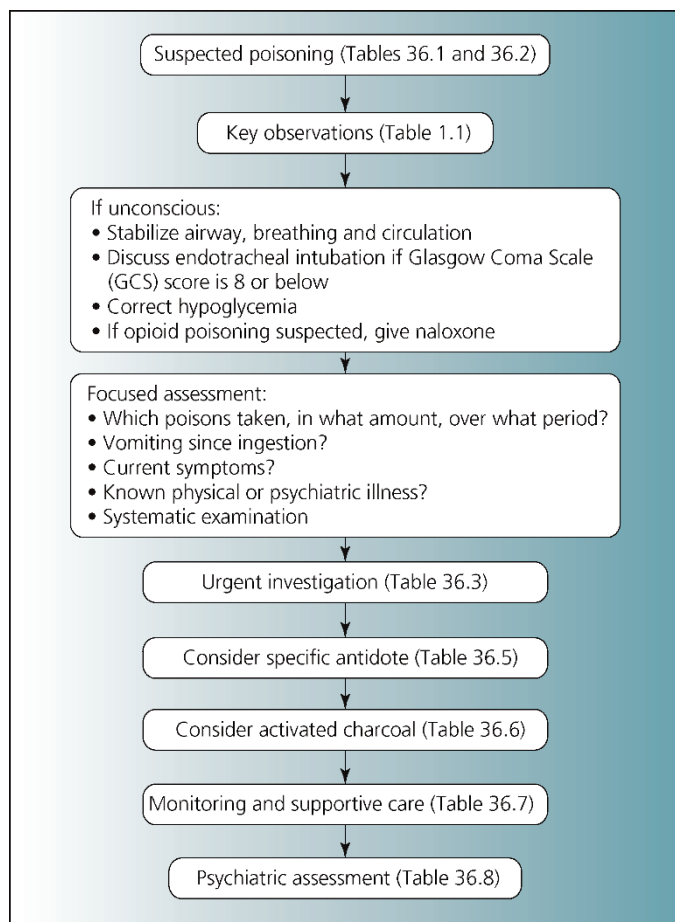 Suspected poisoning (Tables 36.1 and 36.2)
Key observations (Table 1.1)
If unconscious:
• Stabilize airway, breathing and circulation
• Discuss endotracheal intubation if Glasgow Coma Scale
(GCS) score is 8 or below
• Correct hypoglycemia
• If opioid poisoning suspected, give naloxone
Focused assessment:
• Which poisons taken, in what amount, over what period?
• Vomiting since ingestion?
• Current symptoms?
• Known physical or psychiatric illness?
• Systematic examination
Urgent investigation (Table 36.3)
Consider specific antidote (Table 36.5)
Consider activated charcoal (Table 36.6)
Monitoring and supportive care (Table 36.7)
Psychiatric assessment (Table 36.8)